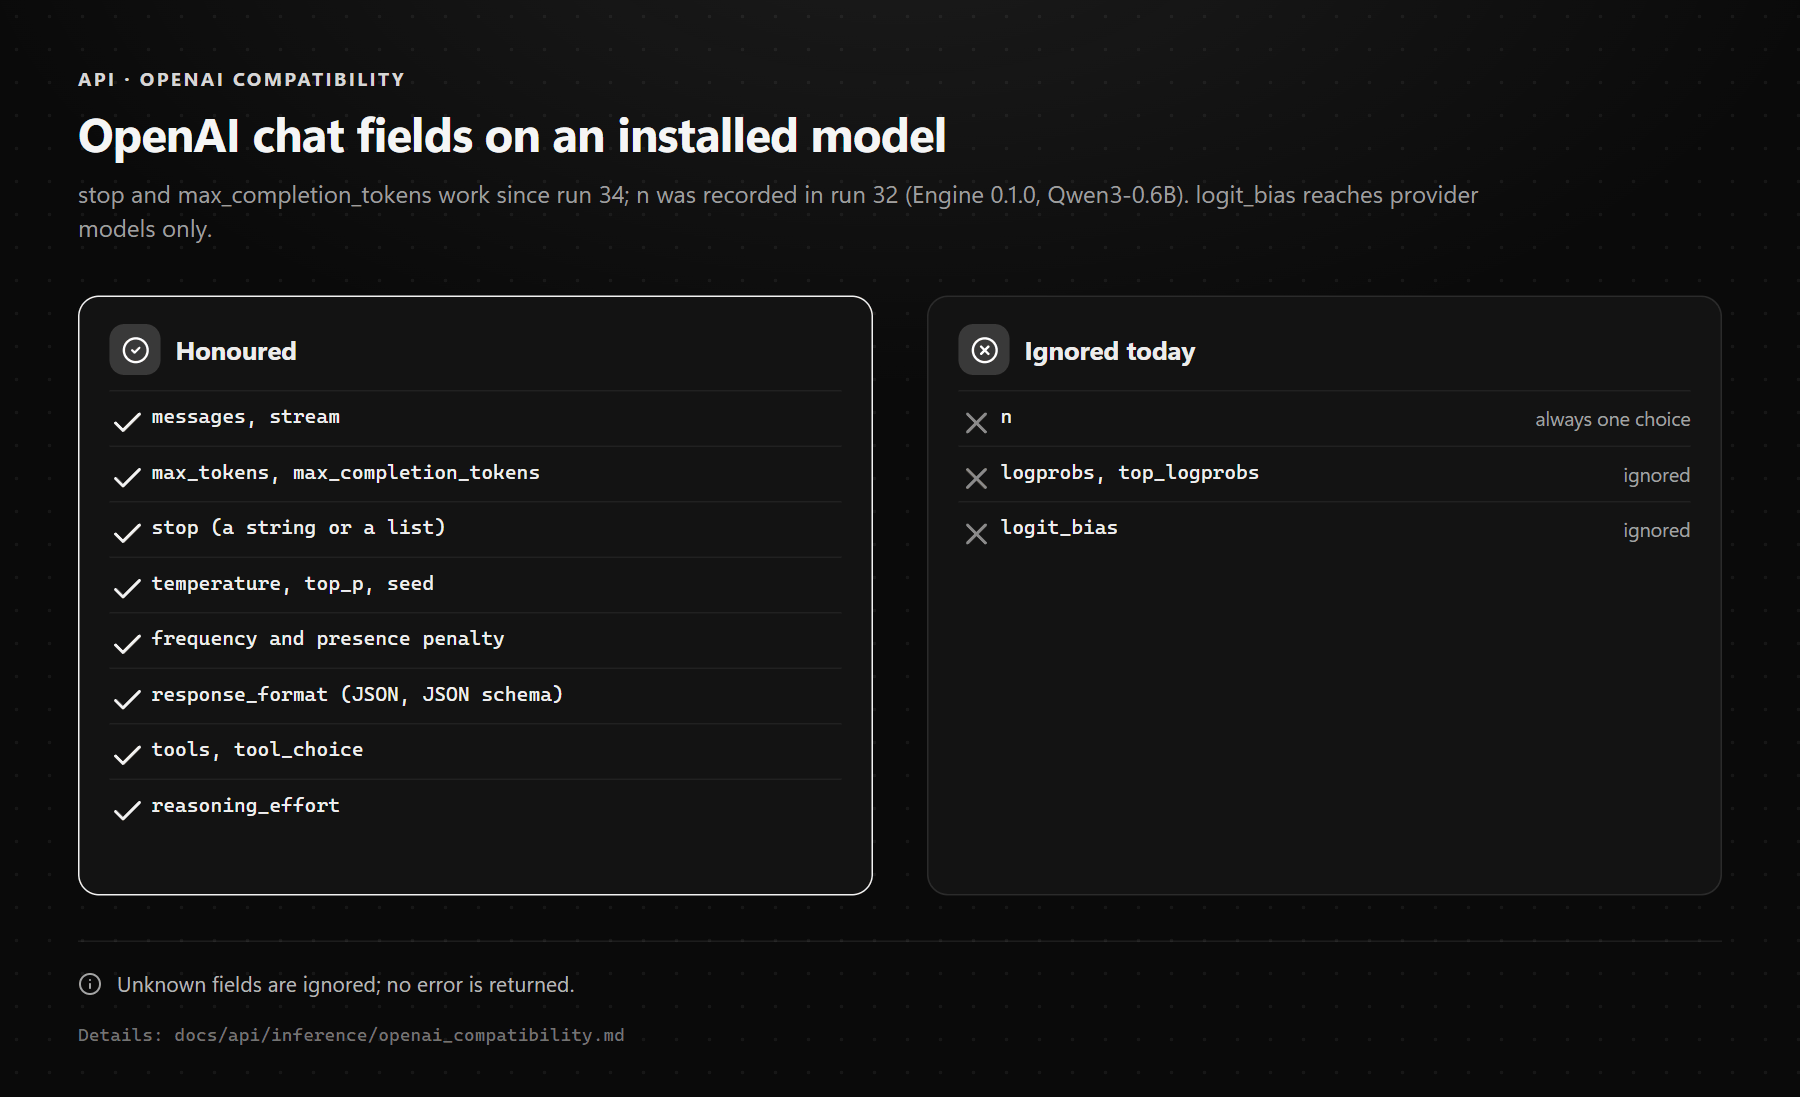 API · OPENAI COMPATIBILITY
OpenAI chat fields on an installed model
stop and max_completion_tokens work since run 34; n was recorded in run 32 (Engine 0.1.0, Qwen3-0.6B). logit_bias reaches provider
models only.
Honoured
messages, stream
max_tokens, max_completion_tokens
stop (a string or a list)
temperature, top_p, seed
frequency and presence penalty
response_format (JSON, JSON schema)
tools, tool_choice
reasoning_effort
Ignored today
n always one choice
logprobs, top_logprobs ignored
logit_bias ignored
Unknown fields are ignored; no error is returned.
Details: docs/api/inference/openai_compatibility.md